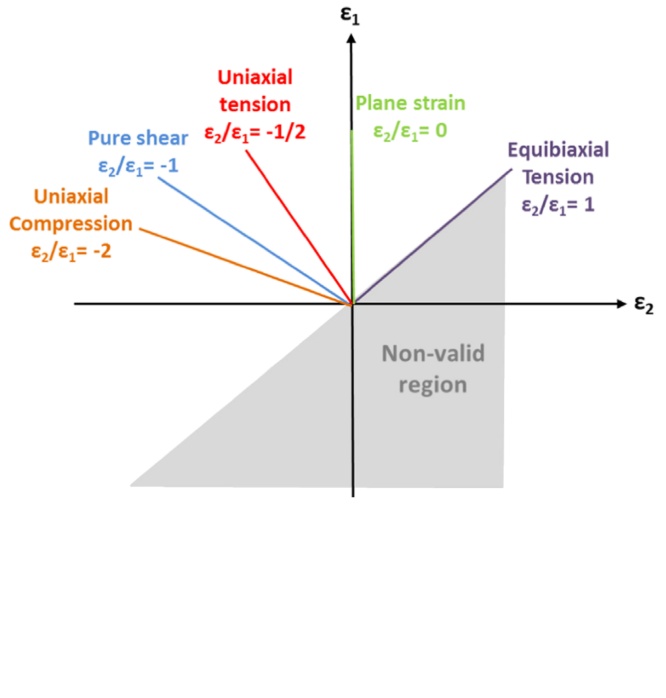 ε₁
Uniaxial
tension
ε₂/ε₁= -1/2
Plane strain
ε₂/ε₁= 0
Pure shear
ε₂/ε₁= -1
Equibiaxial
Tension
ε₂/ε₁= 1
Uniaxial
Compression
ε₂/ε₁= -2
ε₂
Non-valid
region